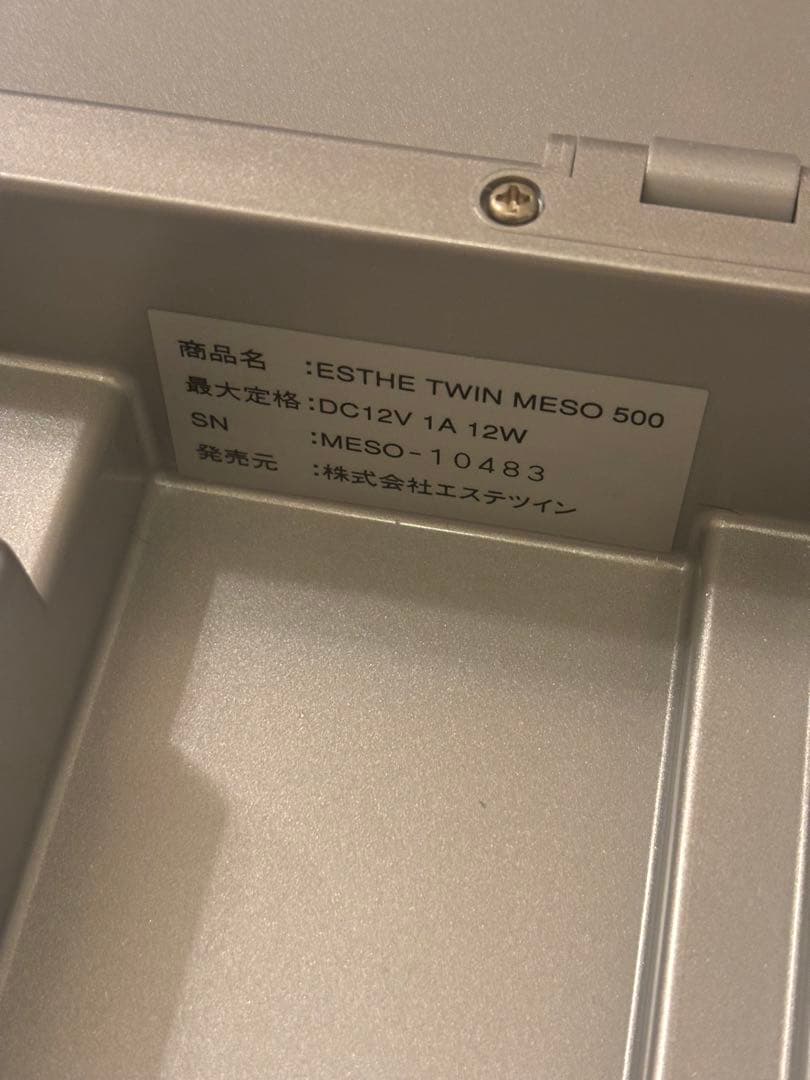 商品名 :ESTHE TWIN MESO 500
最大定格:DC12V 1A 12W
SN :MESO-10483
発売元 :株式会社エステツイン